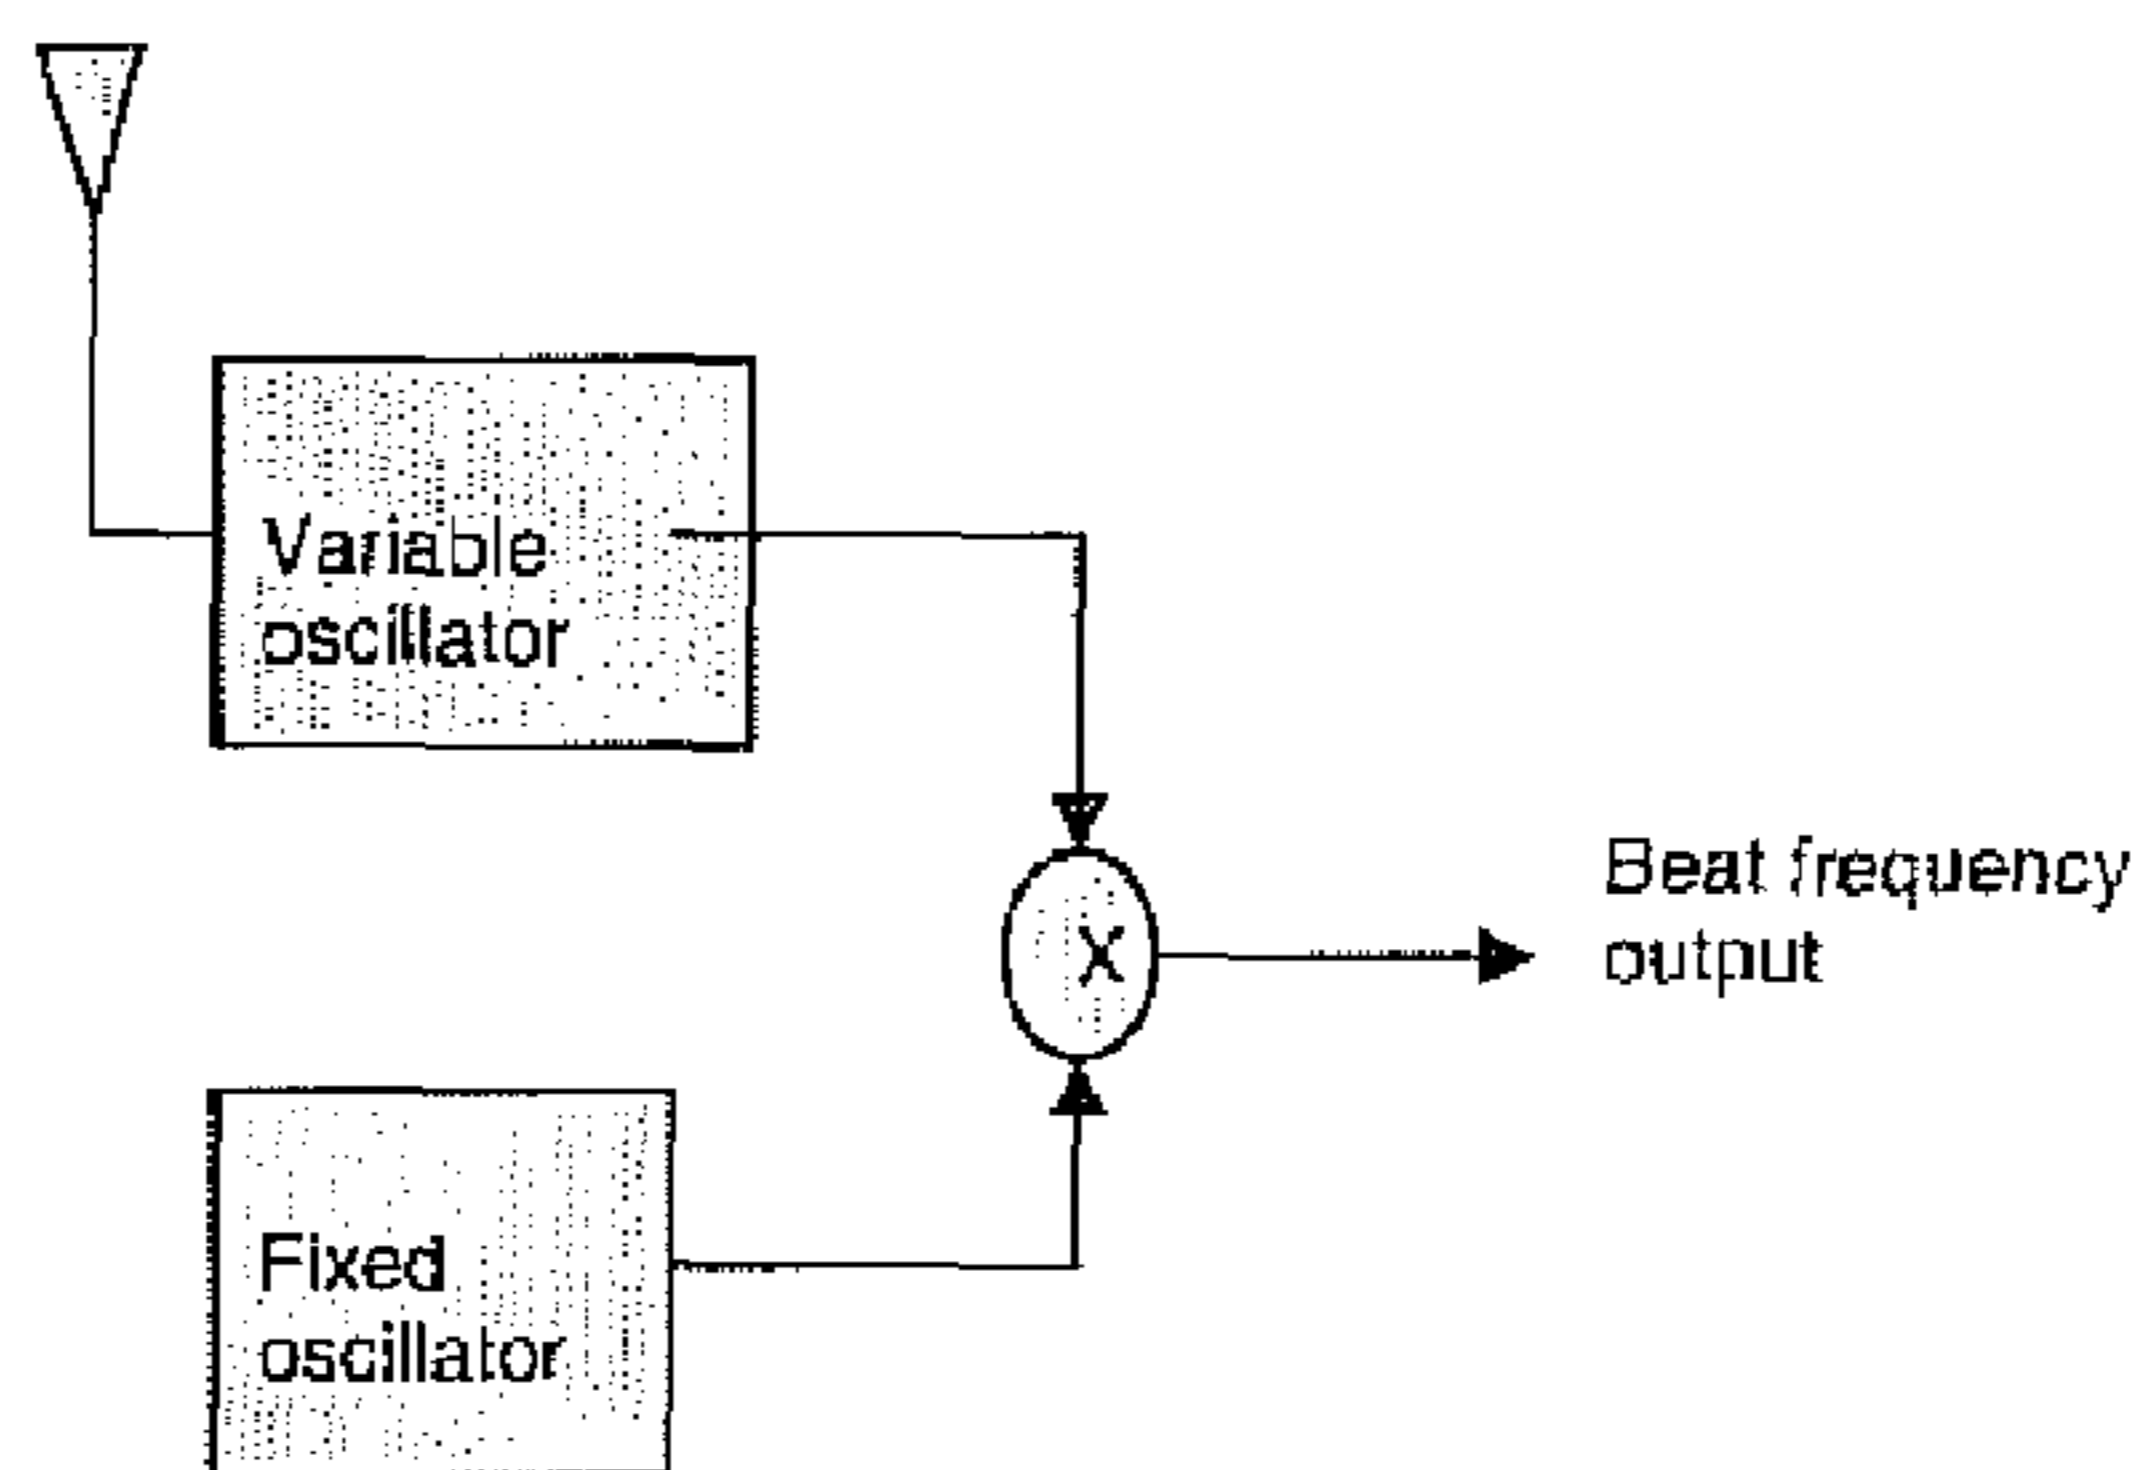 Variable
oscillator
X
Beat frequency
output
Fixed
oscillator